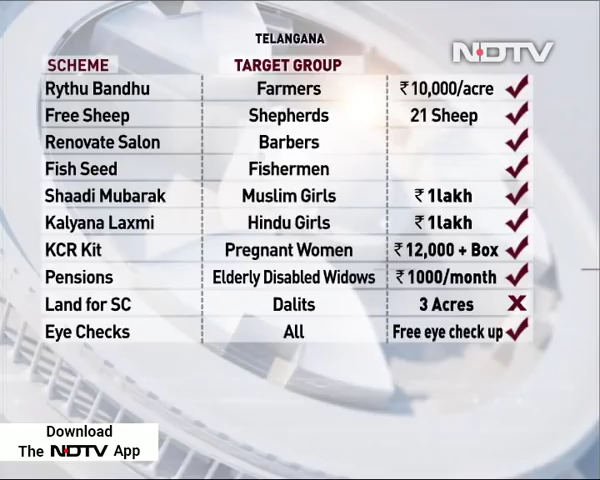 TELANGANA
NDTV
SCHEME TARGET GROUP
Rythu Bandhu Farmers ₹10,000/acre ✔
Free Sheep Shepherds 21 Sheep ✔
Renovate Salon Barbers ✔
Fish Seed Fishermen ✔
Shaadi Mubarak Muslim Girls ₹ 1lakh ✔
Kalyana Laxmi Hindu Girls ₹ 1lakh ✔
KCR Kit Pregnant Women ₹12,000 + Box ✔
Pensions Elderly Disabled Widows ₹1000/month ✔
Land for SC Dalits 3 Acres ✘
Eye Checks All Free eye check up ✔
Download
The NDTV App